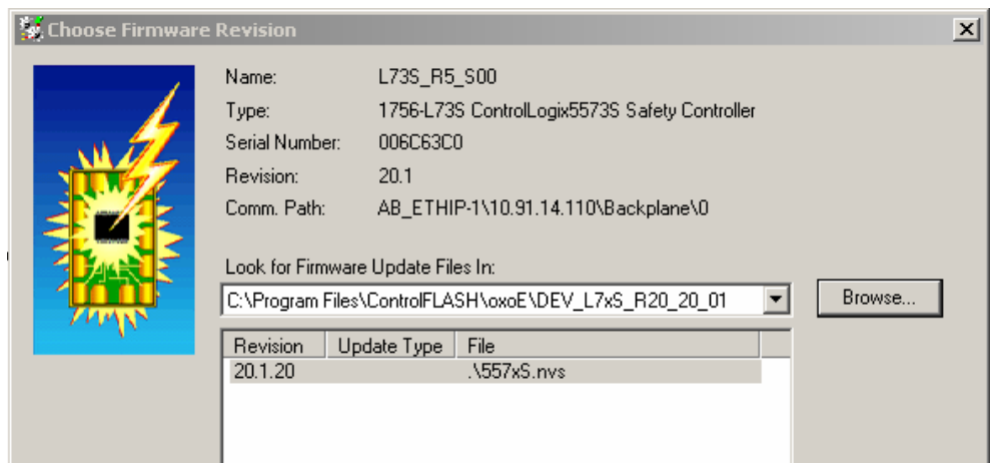 Choose Firmware Revision
Name: L73S_R5_S00
Type: 1756-L73S ControlLogix5573S Safety Controller
Serial Number: 006C63C0
Revision: 20.1
Comm. Path: AB_ETHIP-1\10.91.14.110\Backplane\0
Look for Firmware Update Files In:
C:\Program Files\ControlFLASH\oxoE\DEV_L7xS_R20_20_01 Browse...
Revision Update Type File
20.1.20 .\557xS.nvs